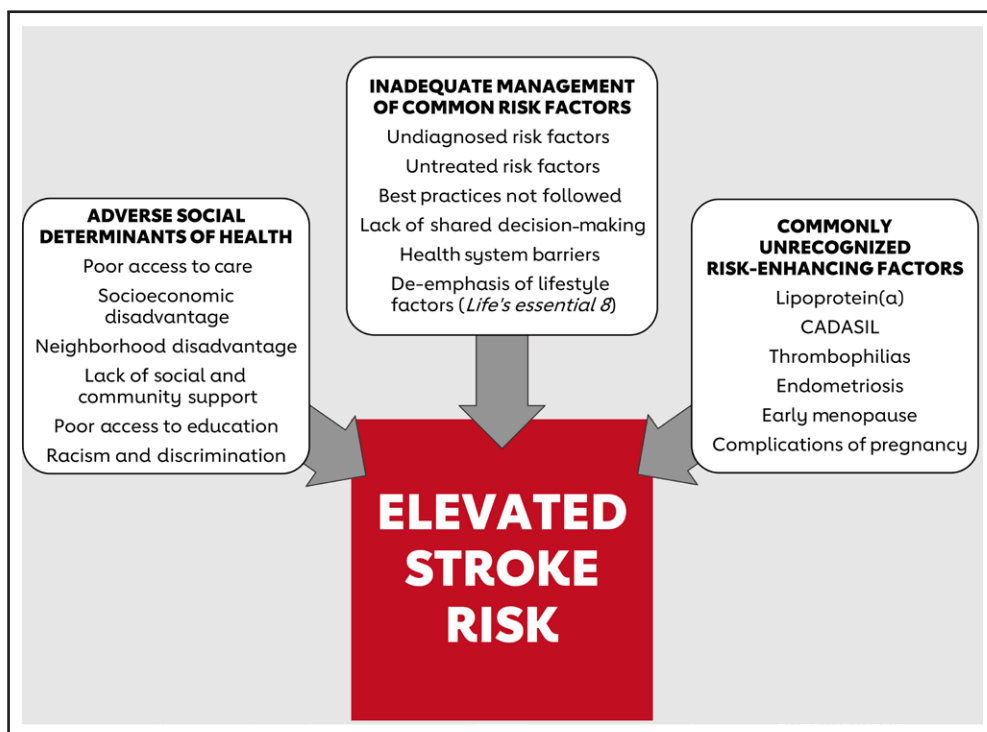 INADEQUATE MANAGEMENT
OF COMMON RISK FACTORS
Undiagnosed risk factors
Untreated risk factors
Best practices not followed
Lack of shared decision-making
Health system barriers
De-emphasis of lifestyle
factors (Life's essential 8)
ADVERSE SOCIAL
DETERMINANTS OF HEALTH
Poor access to care
Socioeconomic
disadvantage
Neighborhood disadvantage
Lack of social and
community support
Poor access to education
Racism and discrimination
COMMONLY
UNRECOGNIZED
RISK-ENHANCING FACTORS
Lipoprotein(a)
CADASIL
Thrombophilias
Endometriosis
Early menopause
Complications of pregnancy
ELEVATED
STROKE
RISK